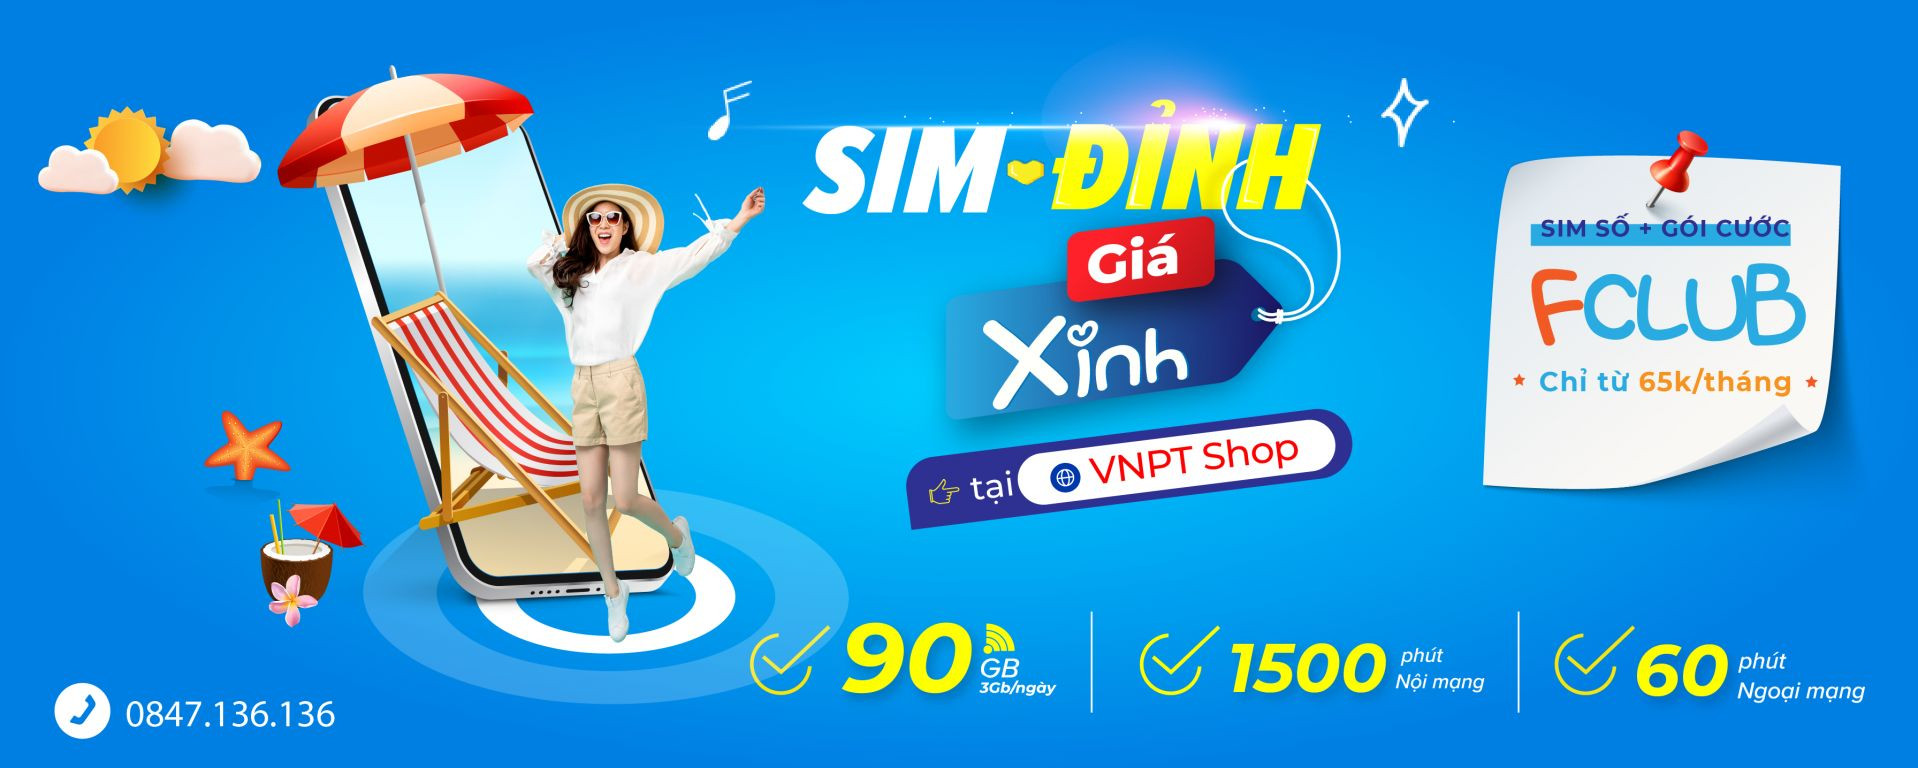 SIM ĐỈNH
Giá
Xinh
tại VNPT Shop
SIM SỐ + GÓI CƯỚC
FCLUB
Chỉ từ 65k/tháng
90 GB
3Gb/ngày
1500 phút
Nội mạng
60 phút
Ngoại mạng
0847.136.136